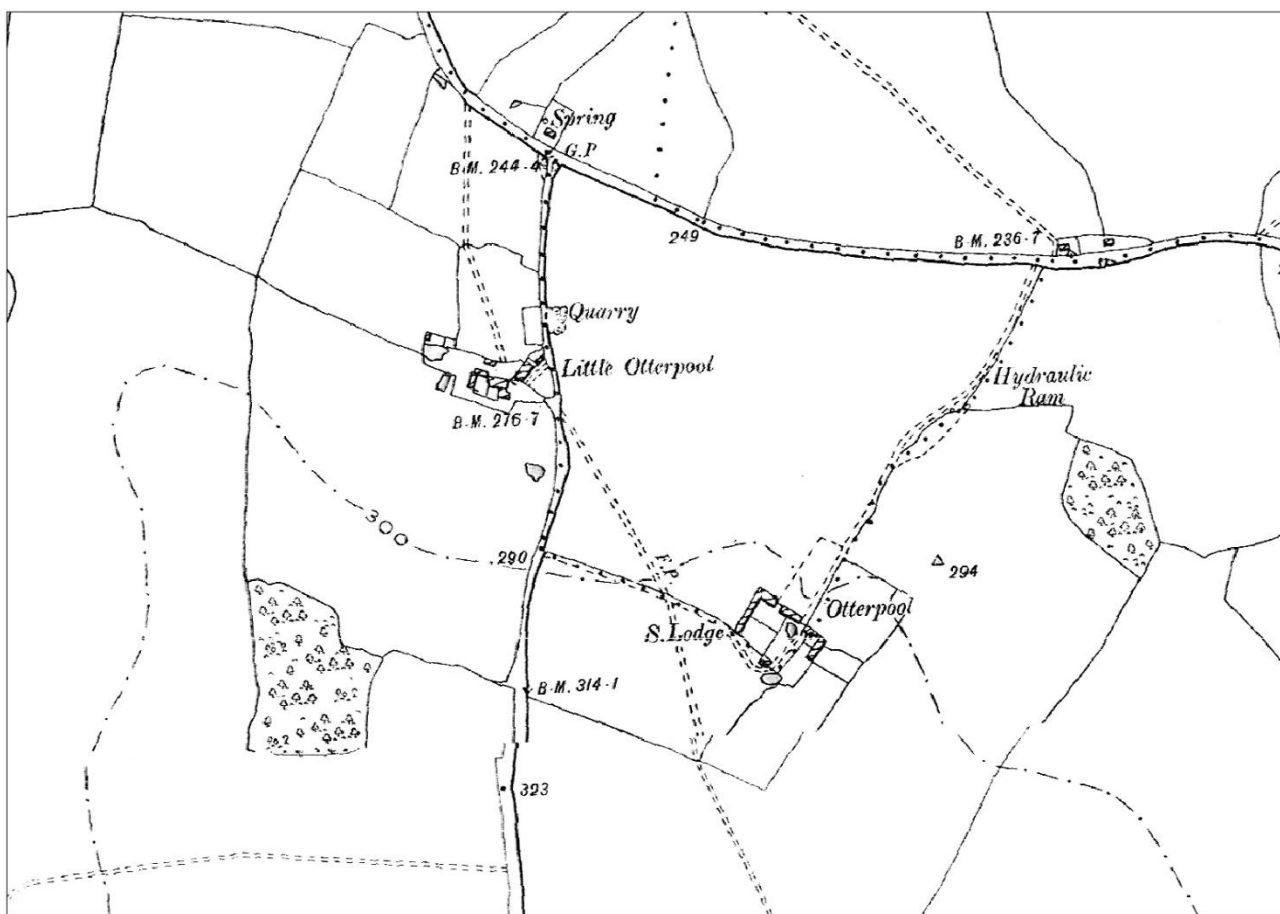 Spring
G.P
B.M. 244-4
249
B.M. 236-7
Quarry
Little Otterpool
Hydraulic
Ram
B.M. 276-7
300
290
F.P.
294
Otterpool
S. Lodge
B.M. 314-1
323